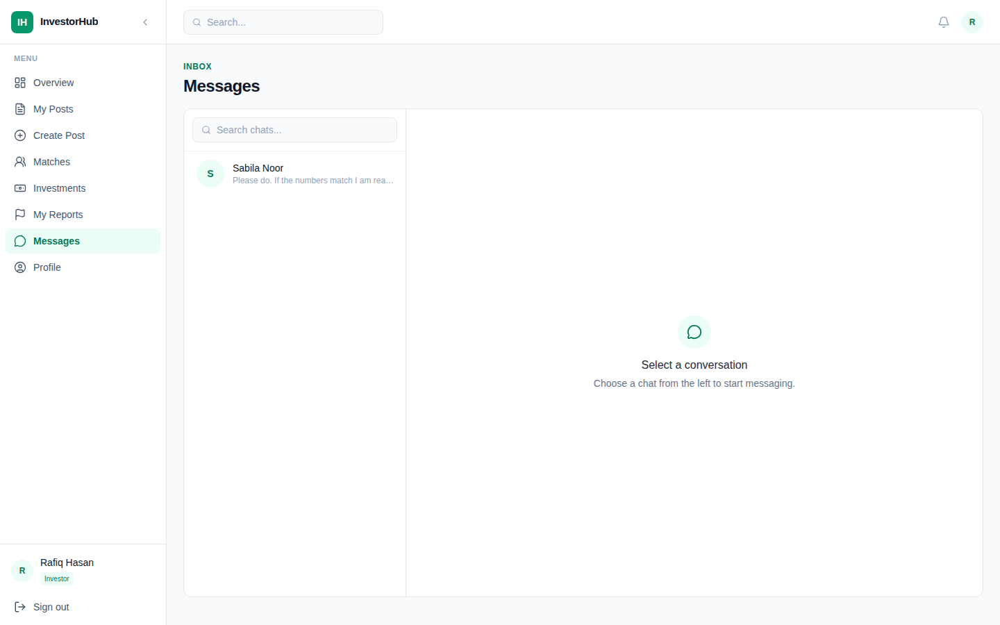 IH InvestorHub
Search...
R
MENU
Overview
My Posts
Create Post
Matches
Investments
My Reports
Messages
Profile
INBOX
Messages
Search chats...
S
Sabila Noor
Please do. If the numbers match I am rea…
Select a conversation
Choose a chat from the left to start messaging.
R
Rafiq Hasan
Investor
Sign out